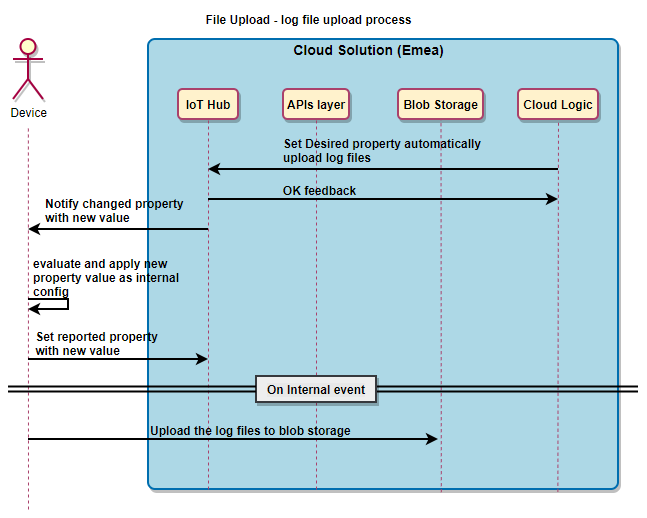 File Upload - log file upload process
Cloud Solution (Emea)
Device
IoT Hub
APIs layer
Blob Storage
Cloud Logic
Set Desired property automatically
upload log files
OK feedback
Notify changed property
with new value
evaluate and apply new
property value as internal
config
Set reported property
with new value
On Internal event
Upload the log files to blob storage